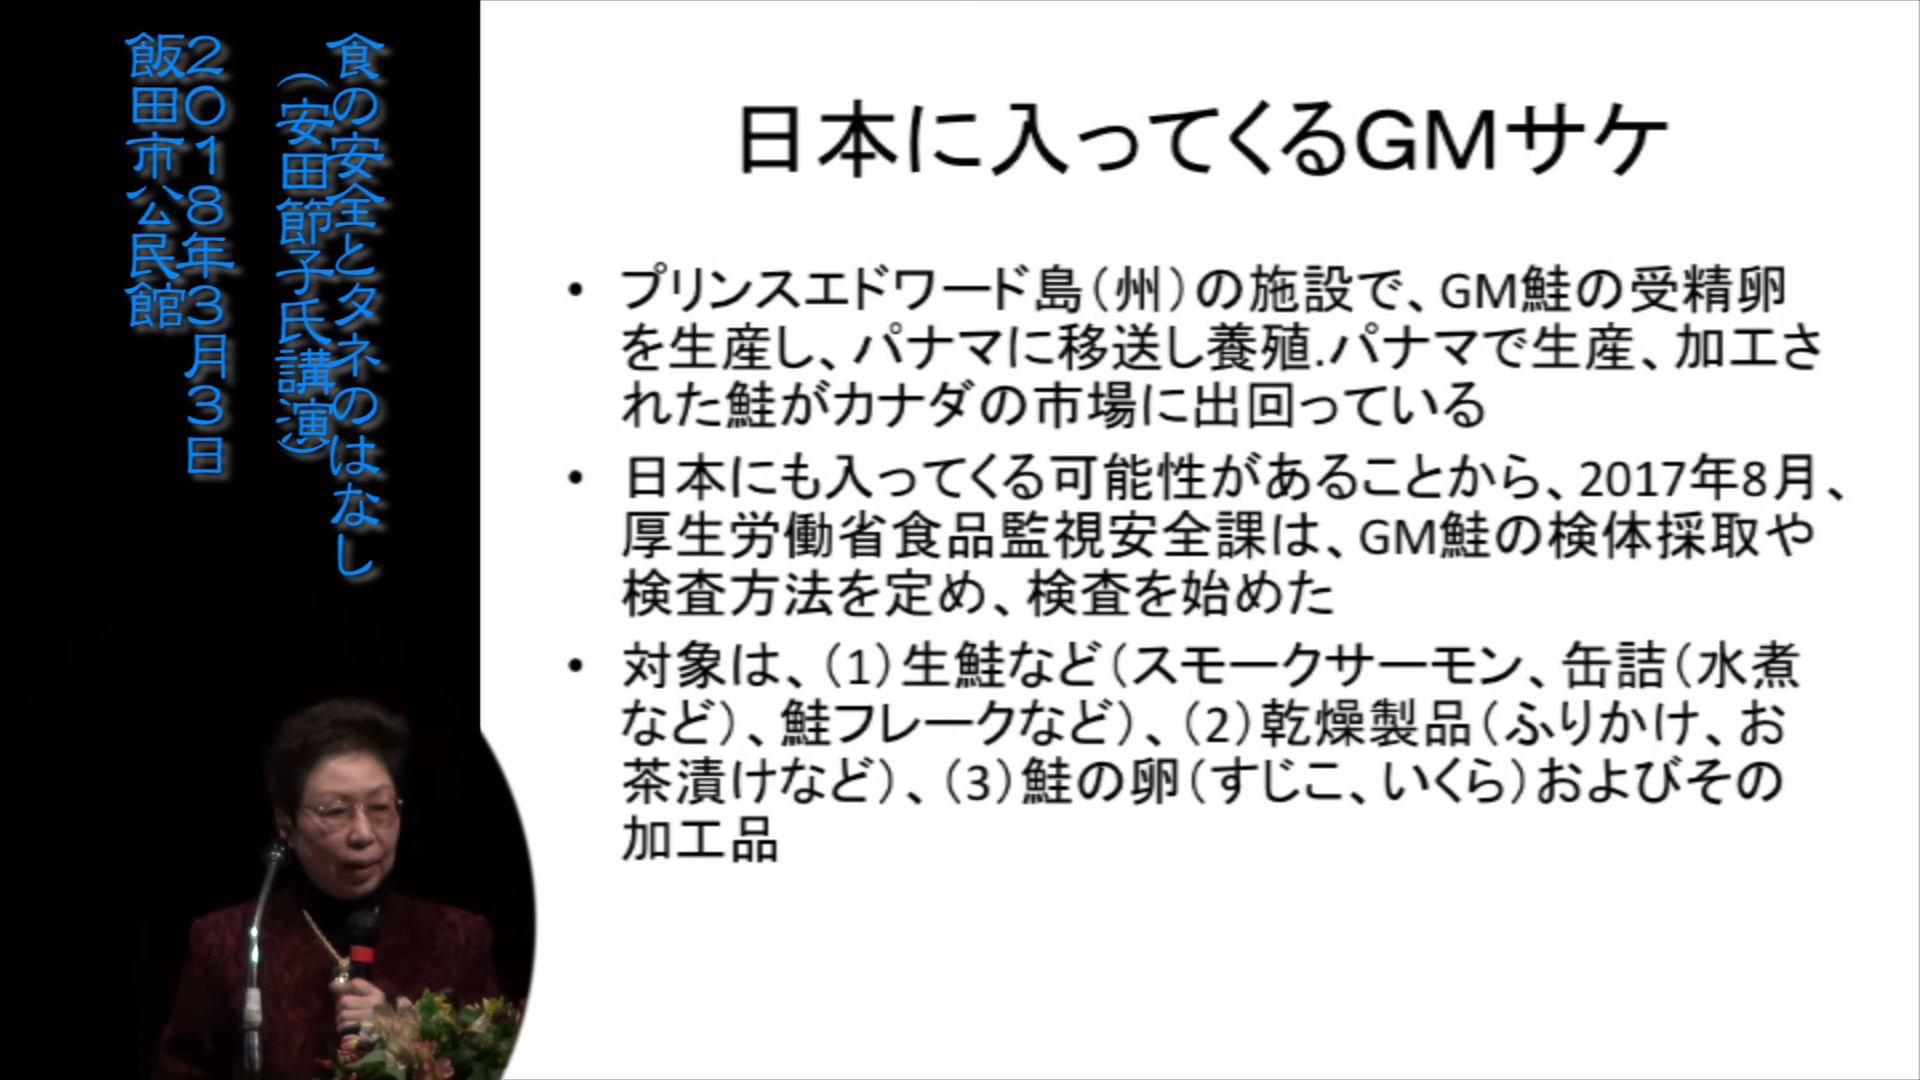 食の安全とタネのはなし
（安田節子氏講演）
２０１８年３月３日
飯田市公民館
日本に入ってくるGMサケ
• プリンスエドワード島（州）の施設で、GM鮭の受精卵
を生産し、パナマに移送し養殖.パナマで生産、加工さ
れた鮭がカナダの市場に出回っている
• 日本にも入ってくる可能性があることから、2017年8月、
厚生労働省食品監視安全課は、GM鮭の検体採取や
検査方法を定め、検査を始めた
• 対象は、（1）生鮭など（スモークサーモン、缶詰（水煮
など）、鮭フレークなど）、（2）乾燥製品（ふりかけ、お
茶漬けなど）、（3）鮭の卵（すじこ、いくら）およびその
加工品